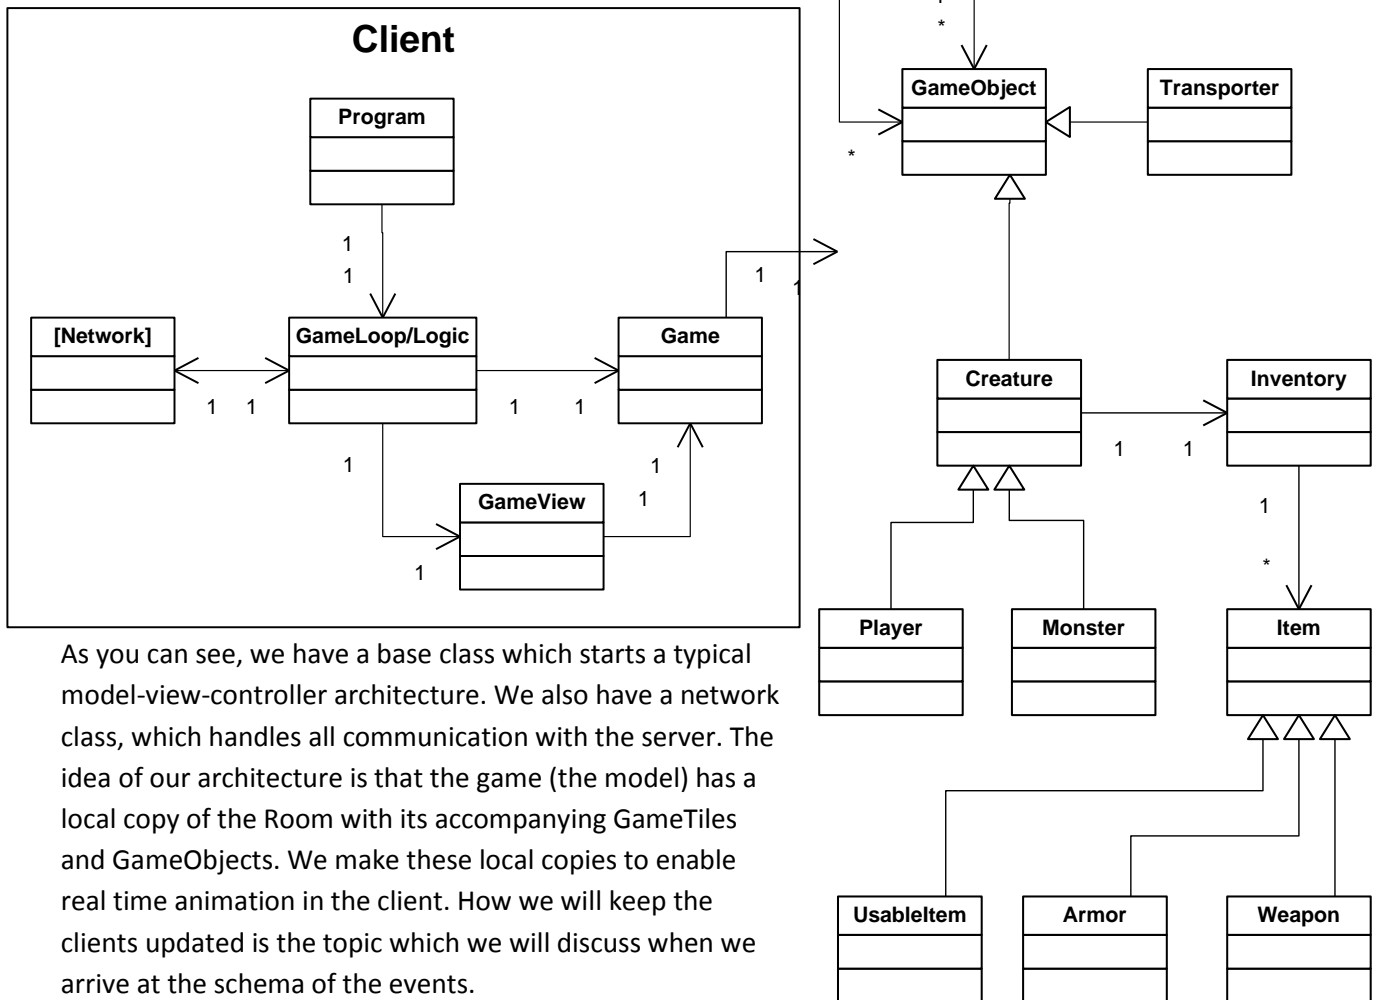 Client
Program
1
1
[Network]
GameLoop/Logic
Game
1
1
1 1
1 1
1
1
1
GameView
1
As you can see, we have a base class which starts a typical
model-view-controller architecture. We also have a network
class, which handles all communication with the server. The
idea of our architecture is that the game (the model) has a
local copy of the Room with its accompanying GameTiles
and GameObjects. We make these local copies to enable
real time animation in the client. How we will keep the
clients updated is the topic which we will discuss when we
arrive at the schema of the events.
*
GameObject
Transporter
*
Creature
Inventory
1 1
1
*
Player
Monster
Item
UsableItem
Armor
Weapon